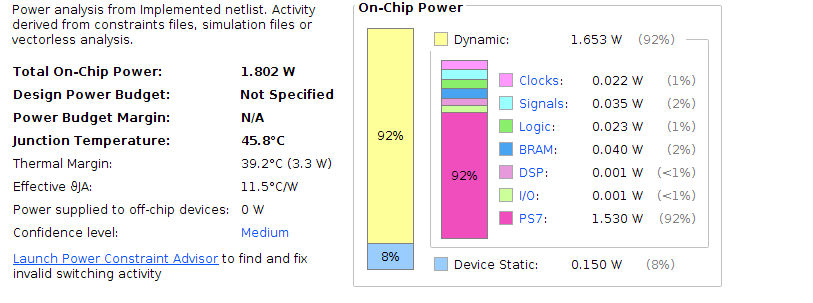 Power analysis from Implemented netlist. Activity
derived from constraints files, simulation files or
vectorless analysis.
Total On-Chip Power: 1.802 W
Design Power Budget: Not Specified
Power Budget Margin: N/A
Junction Temperature: 45.8°C
Thermal Margin: 39.2°C (3.3 W)
Effective ϑJA: 11.5°C/W
Power supplied to off-chip devices: 0 W
Confidence level: Medium
Launch Power Constraint Advisor to find and fix
invalid switching activity
On-Chip Power
92%
8%
Dynamic: 1.653 W (92%)
92%
Clocks: 0.022 W (1%)
Signals: 0.035 W (2%)
Logic: 0.023 W (1%)
BRAM: 0.040 W (2%)
DSP: 0.001 W (<1%)
I/O: 0.001 W (<1%)
PS7: 1.530 W (92%)
Device Static: 0.150 W (8%)